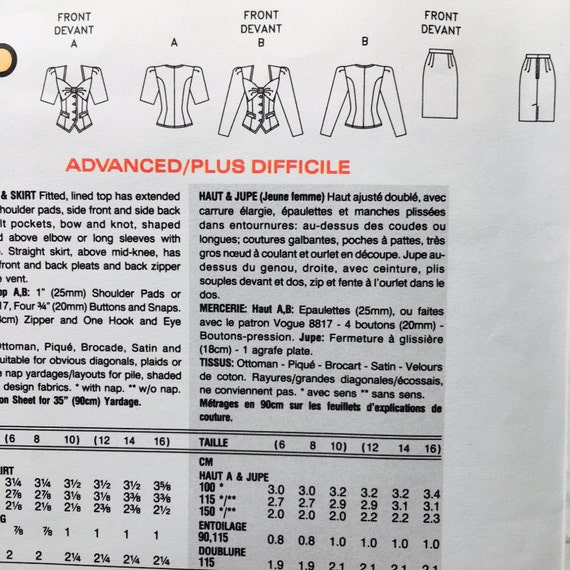 FRONT
DEVANT
A
A
FRONT
DEVANT
B
B
FRONT
DEVANT
ADVANCED/PLUS DIFFICILE
& SKIRT Fitted, lined top has extended
houlder pads, side front and side back
lt pockets, bow and knot, shaped
d above elbow or long sleeves with
. Straight skirt, above mid-knee, has
front and back pleats and back zipper
e vent.
op A,B: 1" (25mm) Shoulder Pads or
17, Four ¾" (20mm) Buttons and Snaps.
8cm) Zipper and One Hook and Eye
ttoman, Piqué, Brocade, Satin and
uitable for obvious diagonals, plaids or
e nap yardages/layouts for pile, shaded
design fabrics. * with nap. ** w/o nap.
on Sheet for 35" (90cm) Yardage.
(6 8 10) (12 14 16)
IRT
3¼ 3¼ 3½ 3½ 3½ 3⅝
2⅞ 2⅞ 3⅛ 3⅛ 3⅜ 3⅜
2⅛ 2⅛ 2⅛ 2⅜ 2⅜ 2½
G
⅞ ⅞ 1 1 1 1
2 2 2¼ 2¼ 2¼ 2¼
HAUT & JUPE (Jeune femme) Haut ajusté doublé, avec
carrure élargie, épaulettes et manches plissées
dans entournures: au-dessus des coudes ou
longues; coutures galbantes, poches à pattes, très
gros nœud à coulant et ourlet en découpe. Jupe au-
dessus du genou, droite, avec ceinture, plis
souples devant et dos, zip et fente à l'ourlet dans le
dos.
MERCERIE: Haut A,B: Epaulettes (25mm), ou faites
avec le patron Vogue 8817 - 4 boutons (20mm) -
Boutons-pression. Jupe: Fermeture à glissière
(18cm) - 1 agrafe plate.
TISSUS: Ottoman - Piqué - Brocart - Satin - Velours
de coton. Rayures/grandes diagonales/écossais,
ne conviennent pas. * avec sens ** sans sens.
Métrages en 90cm sur les feuillets d'explications de
couture.
TAILLE (6 8 10) (12 14 16)
CM
HAUT A & JUPE
100 * 3.0 3.0 3.2 3.2 3.2 3.4
115 */** 2.7 2.7 2.9 2.9 3.1 3.1
150 */** 2.0 2.0 2.0 2.2 2.2 2.3
ENTOILAGE
90,115 0.8 0.8 1.0 1.0 1.0 1.0
DOUBLURE
115 1.9 1.9 2.1 2.1 2.1